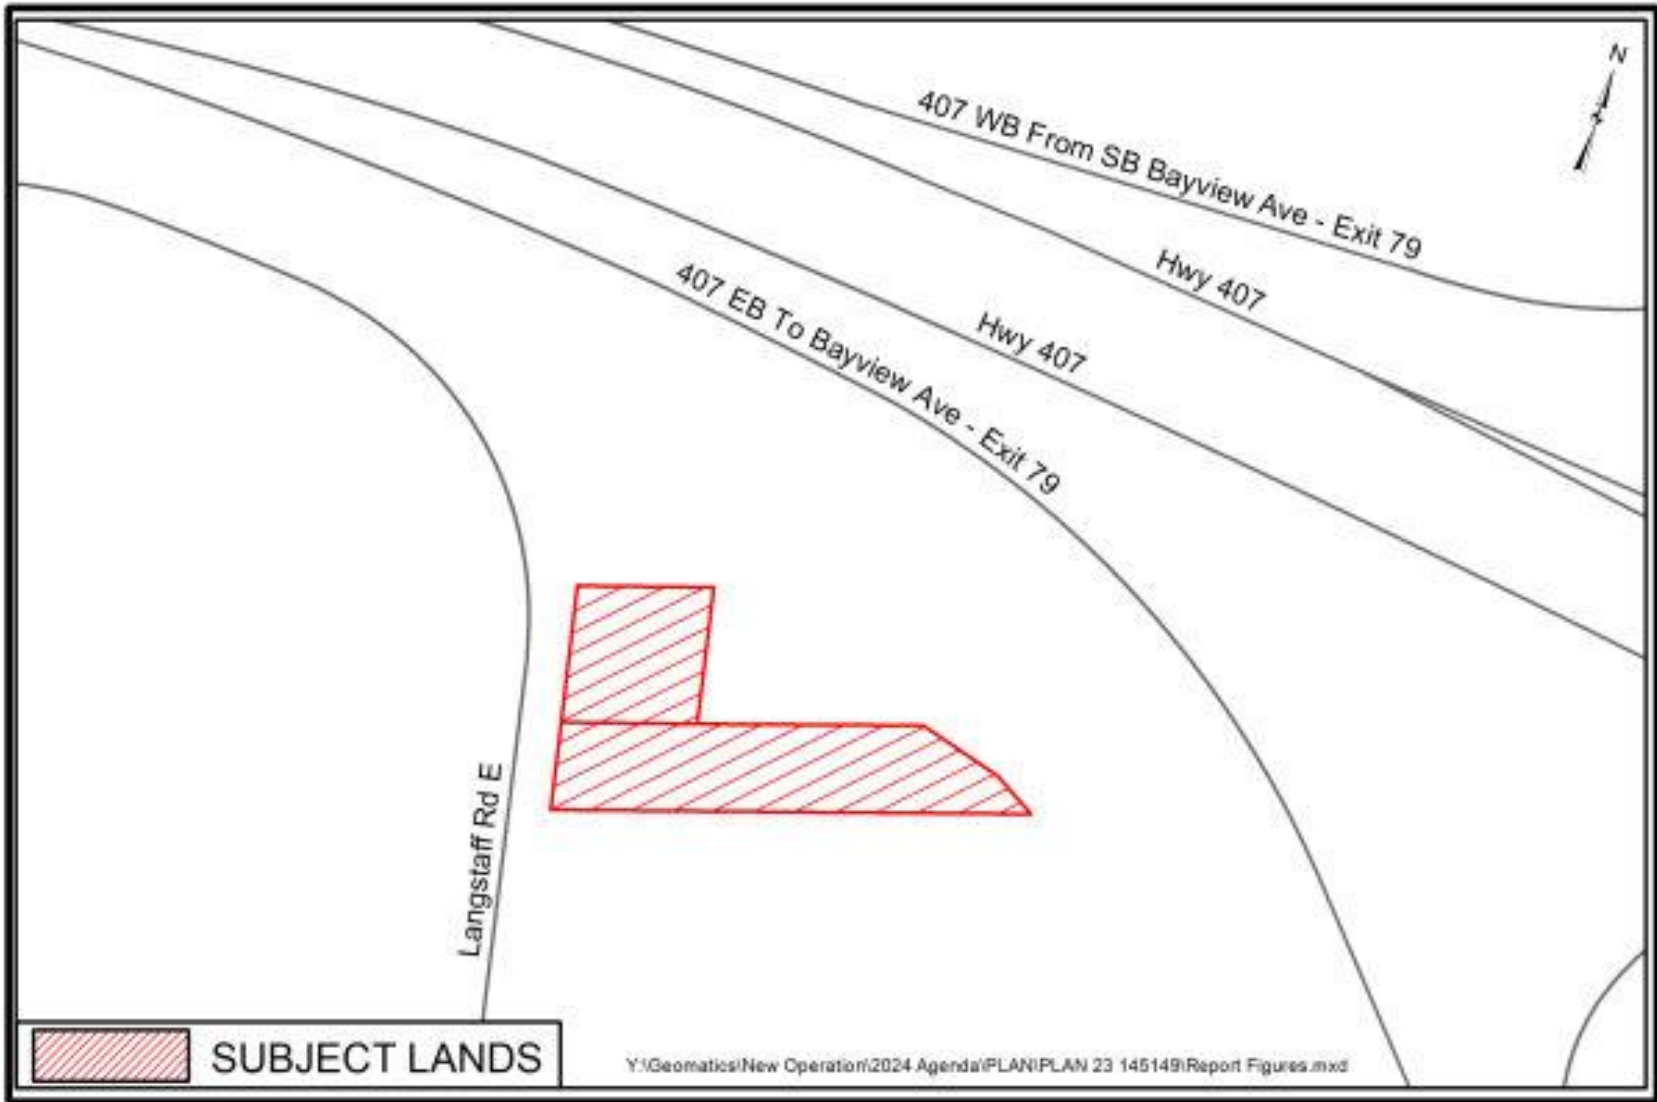 N
407 WB From SB Bayview Ave - Exit 79
Hwy 407
407 EB To Bayview Ave - Exit 79
Hwy 407
Langstaff Rd E
SUBJECT LANDS
Y:\Geomatics\New Operation\2024 Agenda\PLAN\PLAN 23 145149\Report Figures.mxd